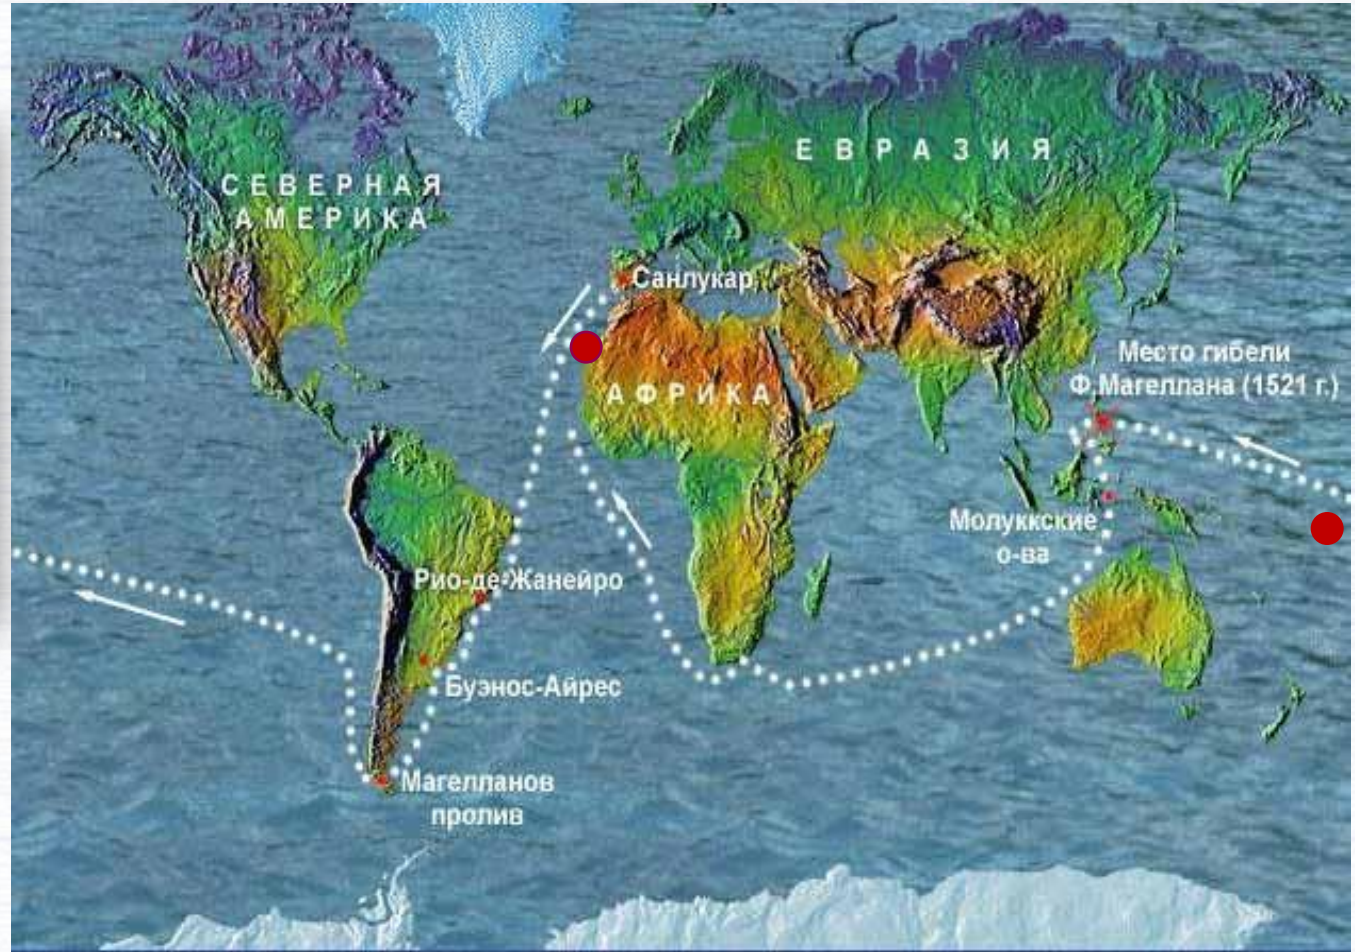 СЕВЕРНАЯ
АМЕРИКА
ЕВРАЗИЯ
Санлукар
АФРИКА
Место гибели
Ф.Магеллана (1521 г.)
Молуккские
о-ва
Рио-де-Жанейро
Буэнос-Айрес
Магелланов
пролив